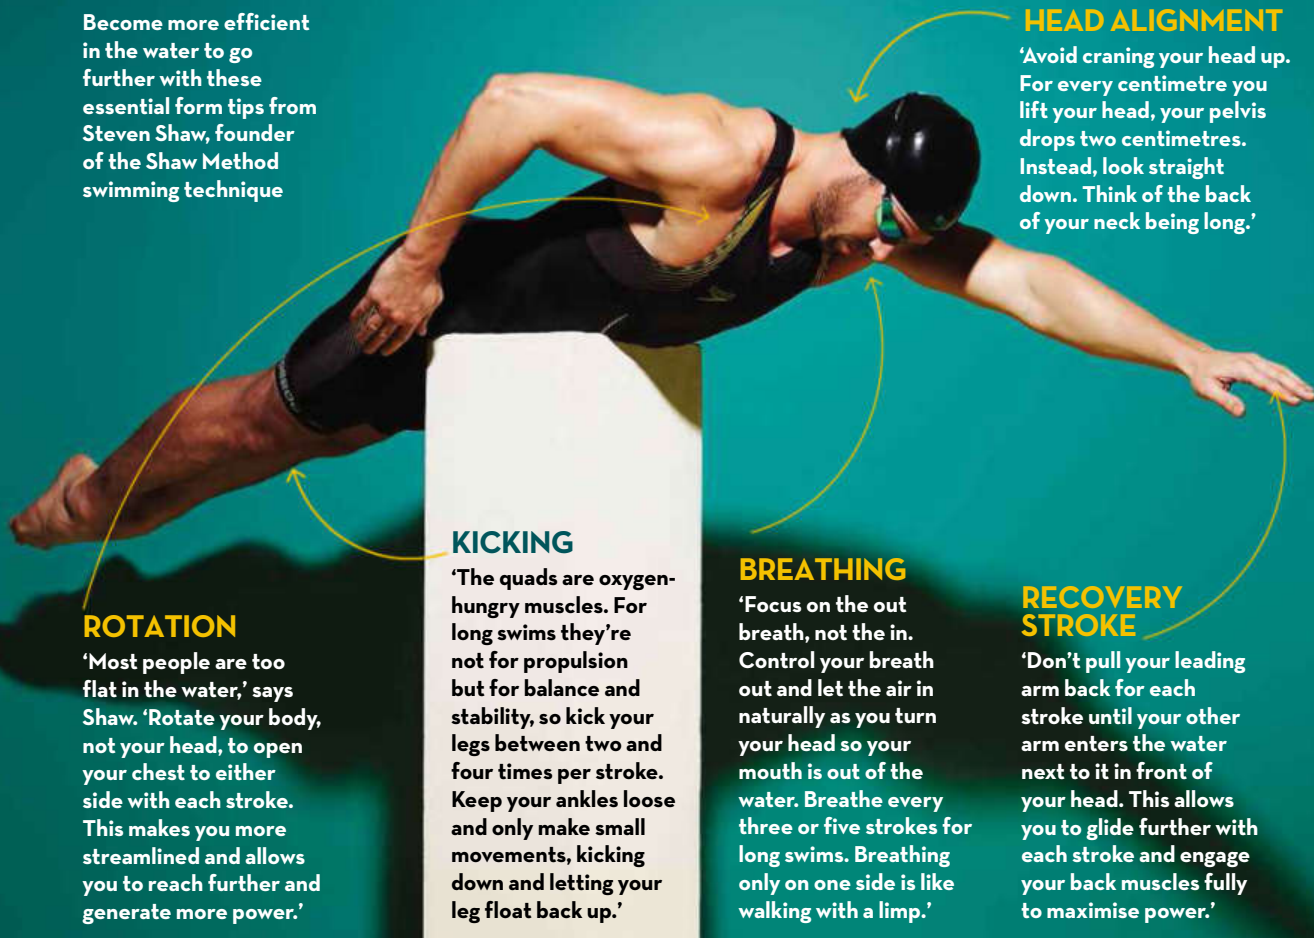 Become more efficient
in the water to go
further with these
essential form tips from
Steven Shaw, founder
of the Shaw Method
swimming technique
HEAD ALIGNMENT
‘Avoid craning your head up.
For every centimetre you
lift your head, your pelvis
drops two centimetres.
Instead, look straight
down. Think of the back
of your neck being long.’
ROTATION
‘Most people are too
flat in the water,’ says
Shaw. ‘Rotate your body,
not your head, to open
your chest to either
side with each stroke.
This makes you more
streamlined and allows
you to reach further and
generate more power.’
KICKING
‘The quads are oxygen-
hungry muscles. For
long swims they’re
not for propulsion
but for balance and
stability, so kick your
legs between two and
four times per stroke.
Keep your ankles loose
and only make small
movements, kicking
down and letting your
leg float back up.’
BREATHING
‘Focus on the out
breath, not the in.
Control your breath
out and let the air in
naturally as you turn
your head so your
mouth is out of the
water. Breathe every
three or five strokes for
long swims. Breathing
only on one side is like
walking with a limp.’
RECOVERY
STROKE
‘Don’t pull your leading
arm back for each
stroke until your other
arm enters the water
next to it in front of
your head. This allows
you to glide further with
each stroke and engage
your back muscles fully
to maximise power.’